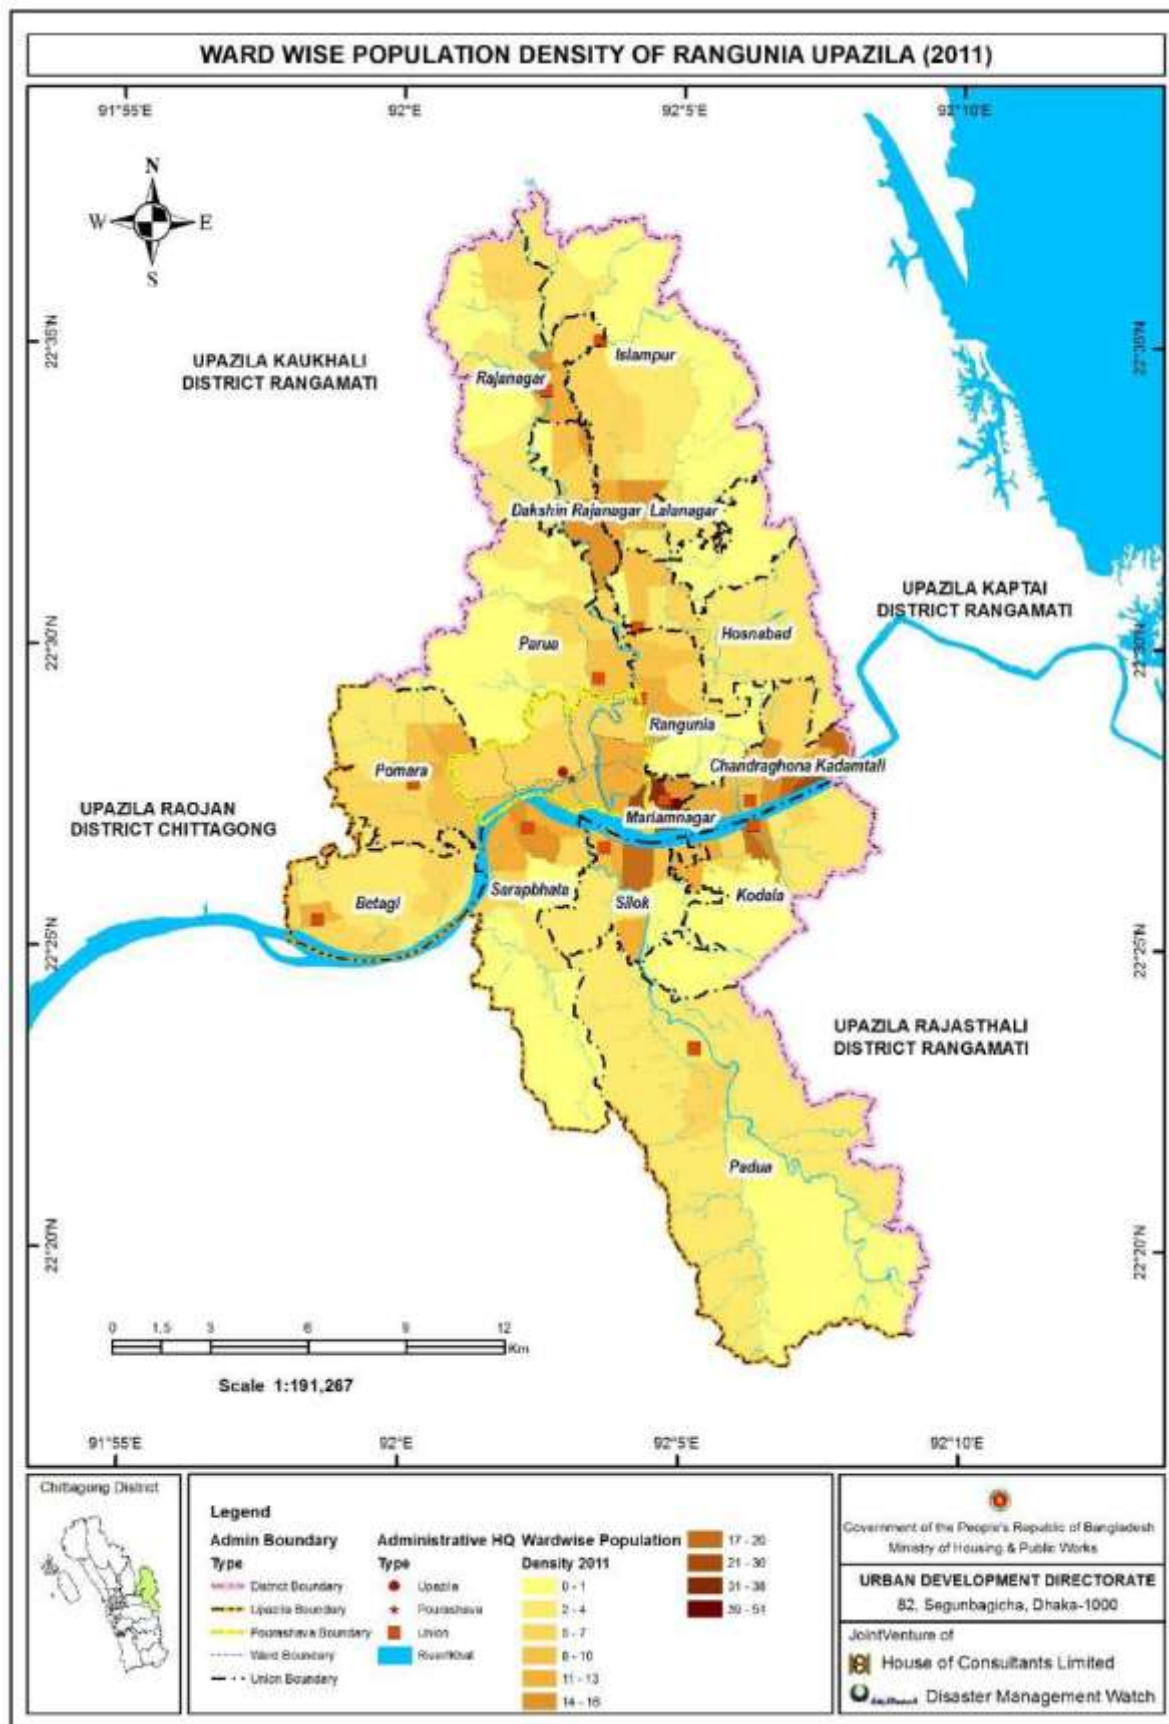 WARD WISE POPULATION DENSITY OF RANGUNIA UPAZILA (2011)
91°55'E 92°E 92°5'E 92°10'E
N
W E
S
22°35'N 22°35'N
UPAZILA KAUKHALI
DISTRICT RANGAMATI
Islampur
Rajanagar
Dakshin Rajanagar Lalanagar
UPAZILA KAPTAI
DISTRICT RANGAMATI
22°30'N 22°30'N
Hosnabad
Parua
Rangunia
Pomara
Chandraghona Kadamtali
UPAZILA RAOJAN
DISTRICT CHITTAGONG
Mariamnagar
Sarapbhata
Silok
Kodala
Betagi
22°25'N 22°25'N
UPAZILA RAJASTHALI
DISTRICT RANGAMATI
Padua
22°20'N 22°20'N
0 1.5 3 6 9 12
Km
Scale 1:191,267
91°55'E 92°E 92°5'E 92°10'E
Chittagong District
Legend
Admin Boundary
Type
District Boundary
Upazila Boundary
Pourashava Boundary
Ward Boundary
Union Boundary
Administrative HQ
Type
Upazila
Pourashava
Union
River/Khal
Wardwise Population
Density 2011
0 - 1
2 - 4
5 - 7
8 - 10
11 - 13
14 - 16
17 - 20
21 - 30
31 - 38
39 - 51
Government of the People's Republic of Bangladesh
Ministry of Housing & Public Works
URBAN DEVELOPMENT DIRECTORATE
82, Segunbagicha, Dhaka-1000
JointVenture of
House of Consultants Limited
Disaster Management Watch